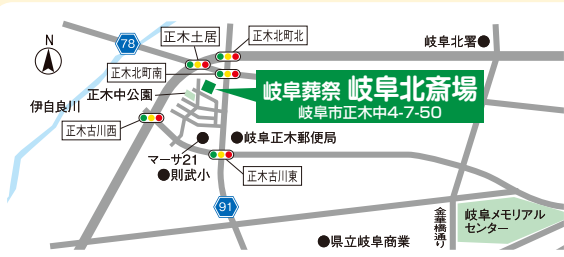 N
78
正木土居
正木北町北
岐阜北署
正木北町南
正木中公園
岐阜葬祭 岐阜北斎場
岐阜市正木中4-7-50
伊自良川
正木古川西
岐阜正木郵便局
マーサ21
則武小
正木古川東
91
金華橋通り
岐阜メモリアル
センター
県立岐阜商業